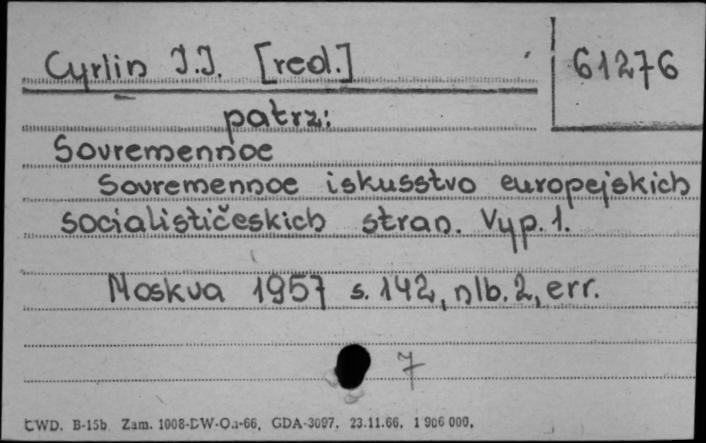 Cyrlin I.I. [red.]
61276
patrz:
Sovremennoe
Sovremennoe iskusstvo europejskich
socialističeskich stran. Vyp. 1.
Moskva 1957 s. 142, nlb. 2, err.
7
CWD. B-15b. Zam. 1008-DW-Oa-66. GDA-3097. 23.11.66. 1 906 000.